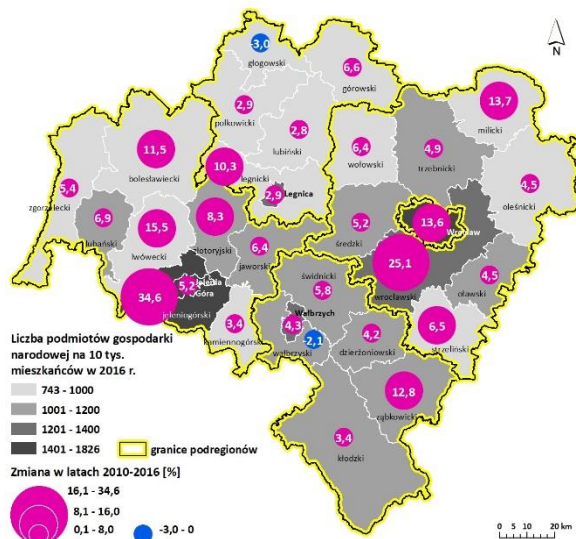 -3,0
głogowski
N
6,6
górowski
2,9
polkowicki
13,7
milicki
2,8
lubiński
11,5
bolesławiecki
10,3
legnicki
6,4
wołowski
4,9
trzebnicki
5,4
zgorzelecki
2,9
Legnica
4,5
oleśnicki
6,9
lubański
15,5
lwówecki
8,3
złotoryjski
5,2
średzki
13,6
Wrocław
6,4
jaworski
25,1
wrocławski
4,5
oławski
34,6
jeleniogórski
5,2
Jelenia
Góra
świdnicki
5,8
3,4
kamiennogórski
Wałbrzych
4,3
wałbrzyski
-2,1
4,2
dzierżoniowski
6,5
strzeliński
12,8
ząbkowicki
3,4
kłodzki
Liczba podmiotów gospodarki
narodowej na 10 tys.
mieszkańców w 2016 r.
743 - 1000
1001 - 1200
1201 - 1400
1401 - 1826
granice podregionów
Zmiana w latach 2010-2016 [%]
16,1 - 34,6
8,1 - 16,0
0,1 - 8,0
-3,0 - 0
0 5 10 20 km